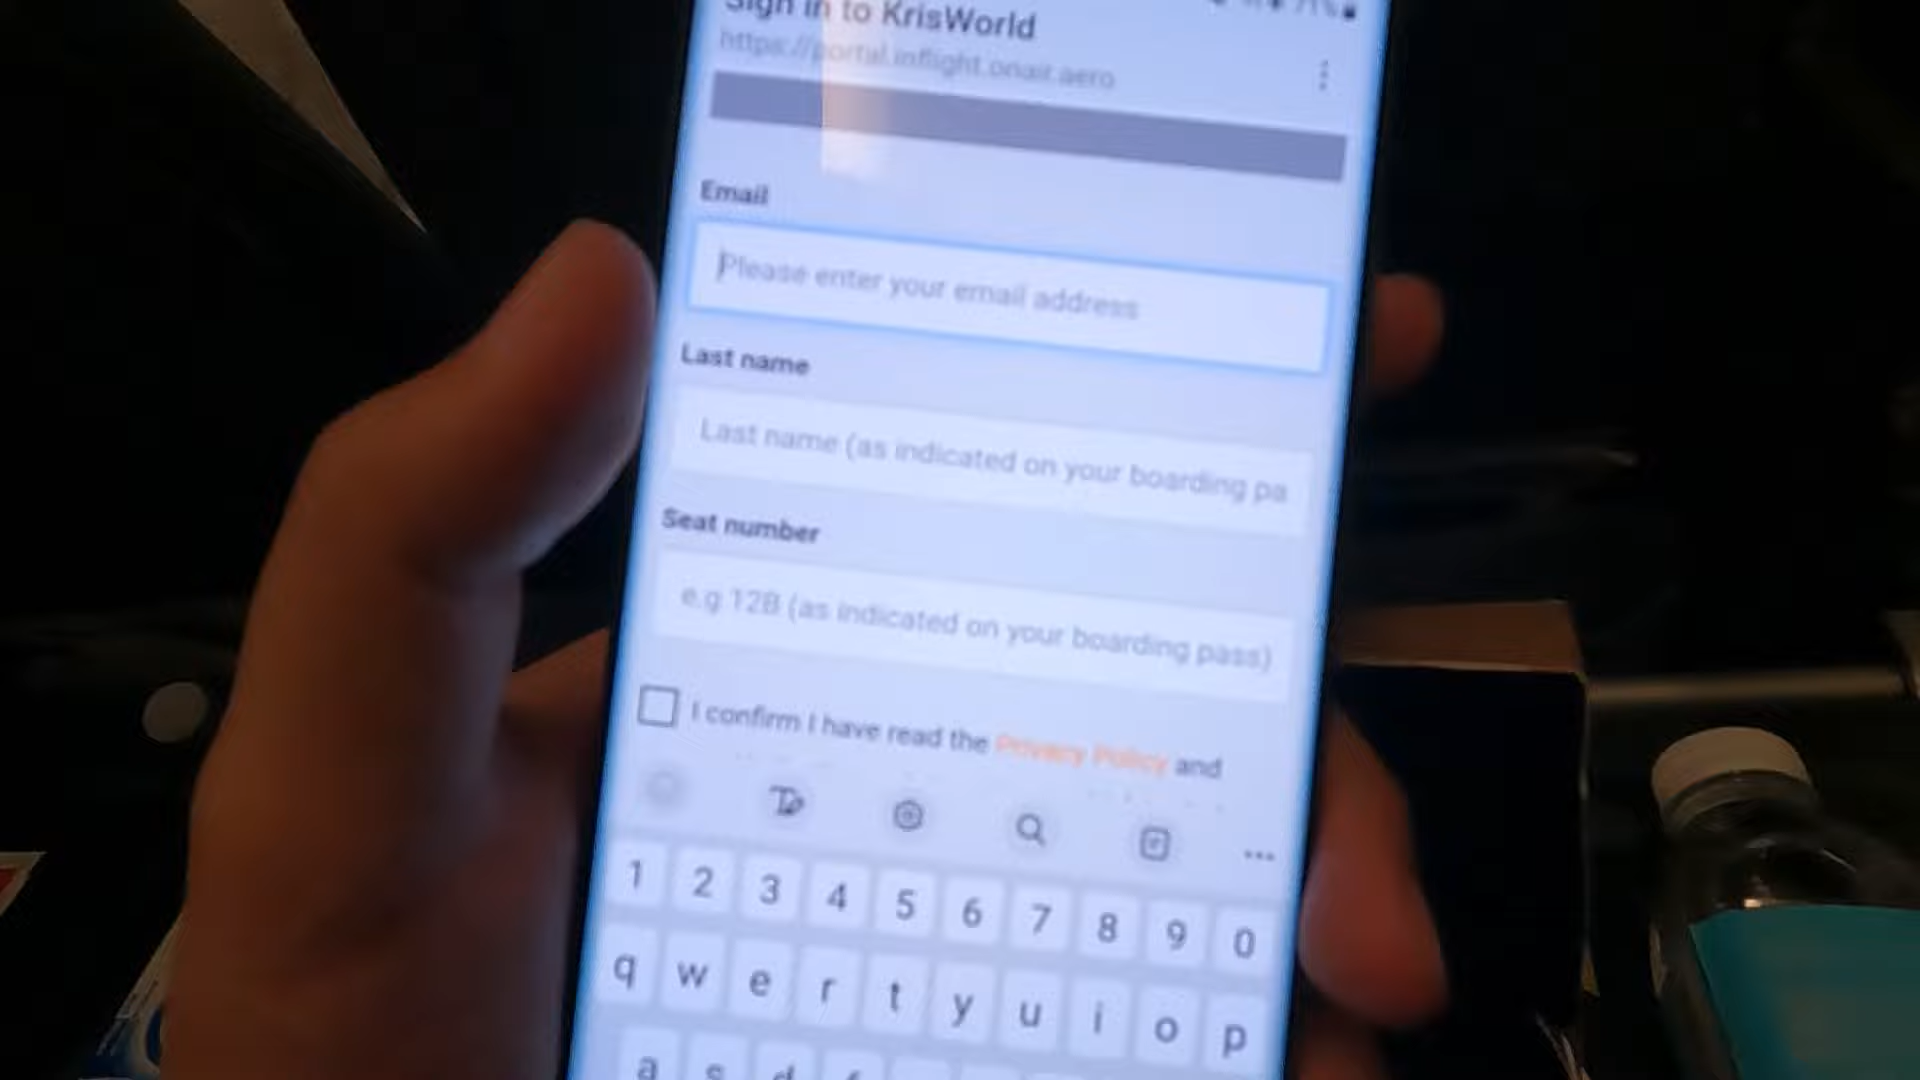 Sign in to KrisWorld
https://portal.inflight.onair.aero
71%
Email
Please enter your email address
Last name
Last name (as indicated on your boarding pa
Seat number
e.g 12B (as indicated on your boarding pass)
I confirm I have read the Privacy Policy and
1 2 3 4 5 6 7 8 9 0
q w e r t y u i o p
a s d f